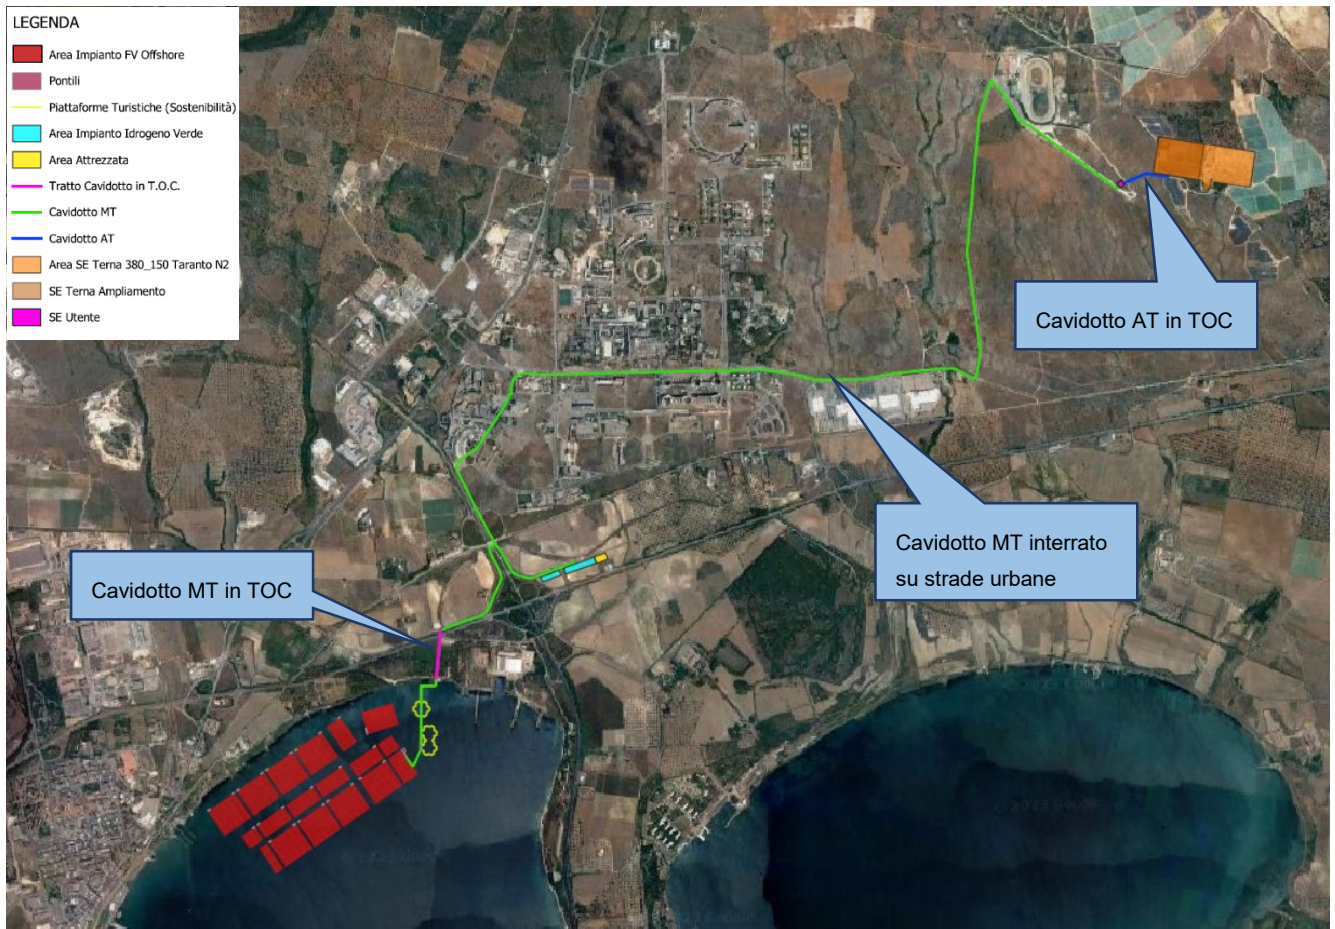 LEGENDA
Area Impianto FV Offshore
Pontili
Piattaforme Turistiche (Sostenibilità)
Area Impianto Idrogeno Verde
Area Attrezzata
Tratto Cavidotto in T.O.C.
Cavidotto MT
Cavidotto AT
Area SE Terna 380_150 Taranto N2
SE Terna Ampliamento
SE Utente
Cavidotto AT in TOC
Cavidotto MT interrato
su strade urbane
Cavidotto MT in TOC